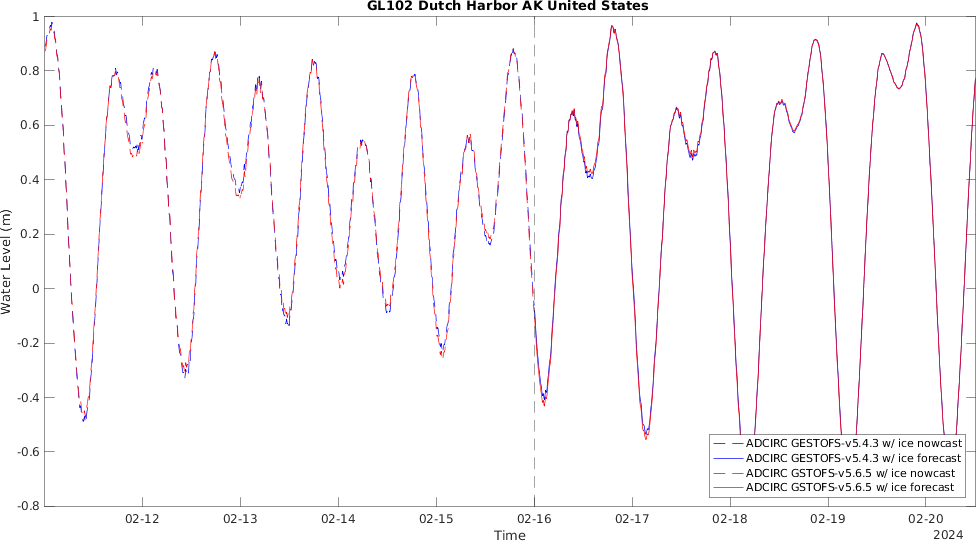 GL102 Dutch Harbor AK United States
1
0.8
0.6
0.4
0.2
0
-0.2
-0.4
-0.6
-0.8
Water Level (m)
ADCIRC GESTOFS-v5.4.3 w/ ice nowcast
ADCIRC GESTOFS-v5.4.3 w/ ice forecast
ADCIRC GSTOFS-v5.6.5 w/ ice nowcast
ADCIRC GSTOFS-v5.6.5 w/ ice forecast
02-12 02-13 02-14 02-15 02-16 02-17 02-18 02-19 02-20
Time
2024